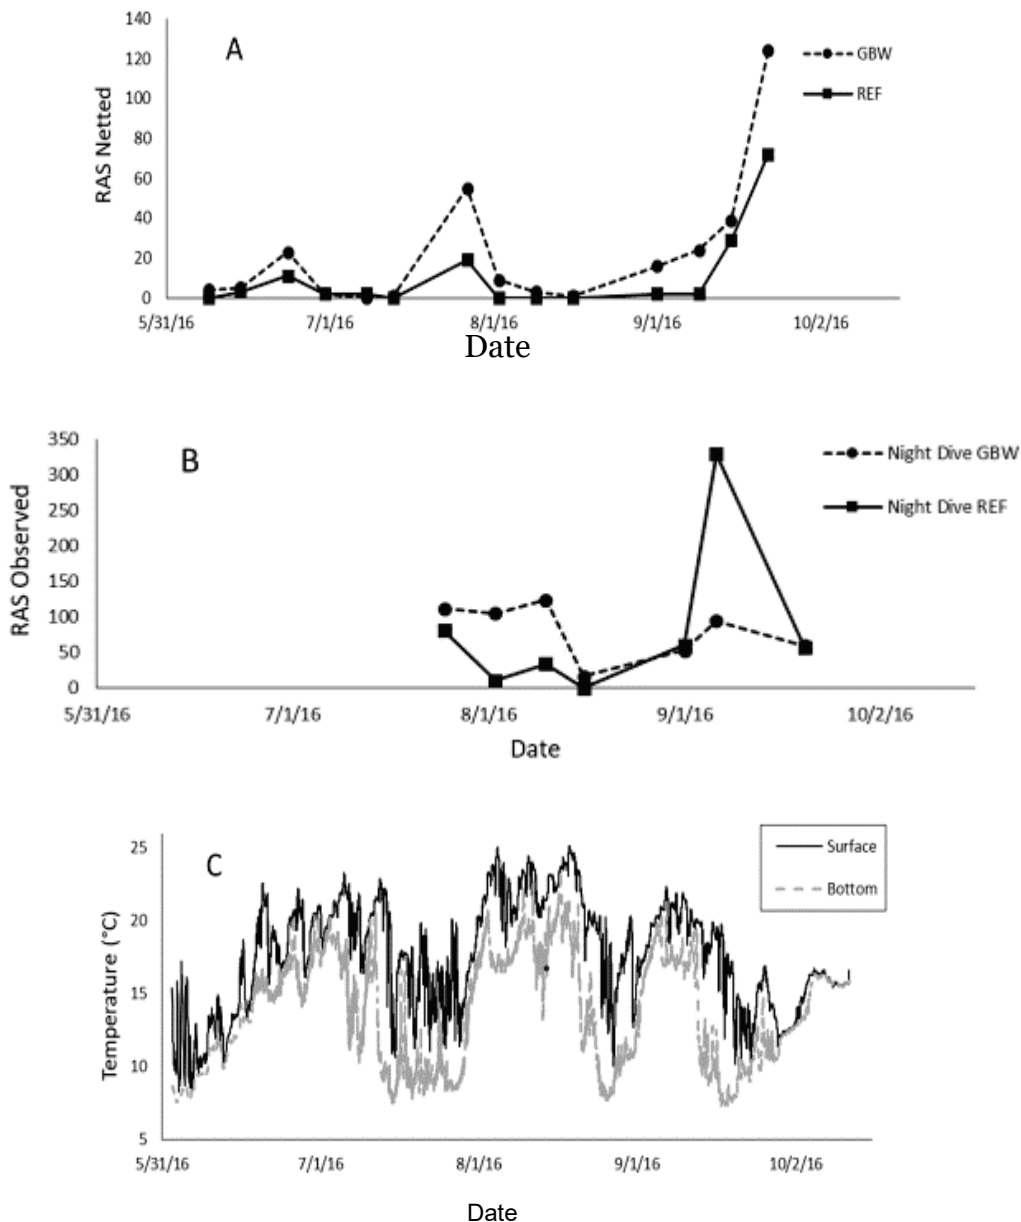 140
A
GBW
REF
120
100
80
60
40
20
0
RAS Netted
5/31/16 7/1/16 8/1/16 9/1/16 10/2/16
Date
350
B
Night Dive GBW
Night Dive REF
300
250
200
150
100
50
0
RAS Observed
5/31/16 7/1/16 8/1/16 9/1/16 10/2/16
Date
25
C
Surface
Bottom
20
15
10
5
Temperature (°C)
5/31/16 7/1/16 8/1/16 9/1/16 10/2/16
Date